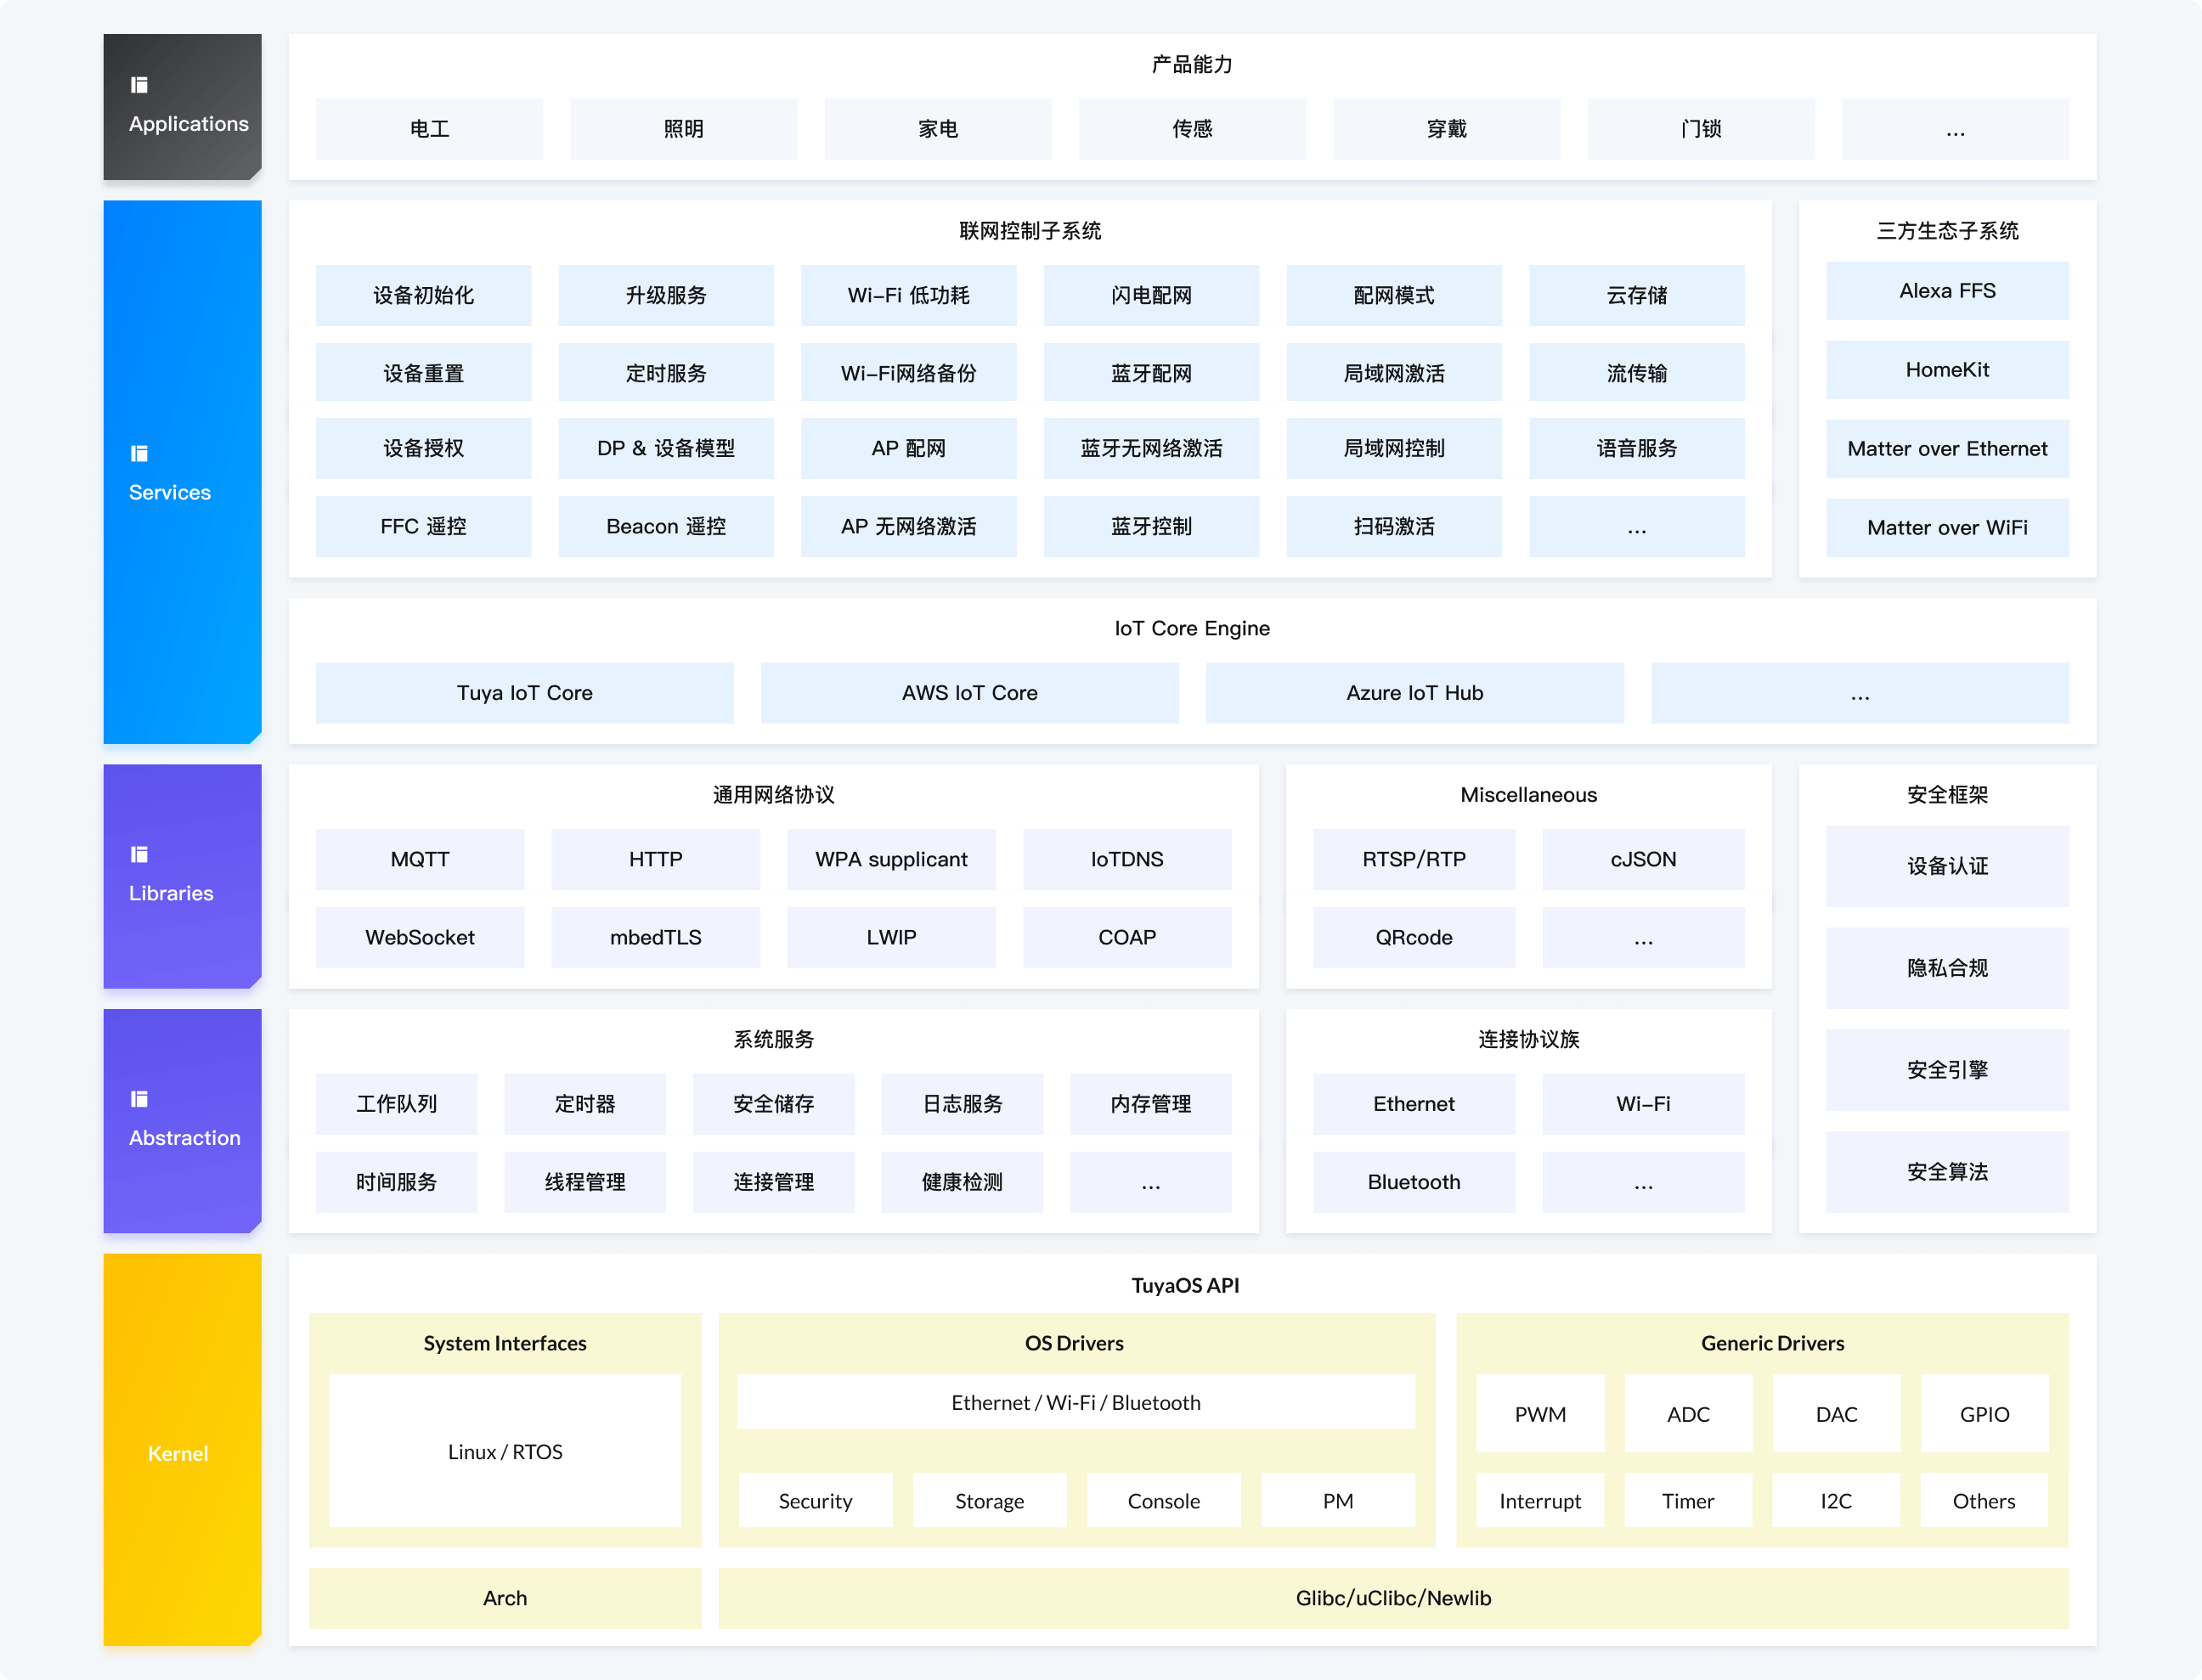 Applications
产品能力
电工
照明
家电
传感
穿戴
门锁
...
Services
联网控制子系统
设备初始化
升级服务
Wi-Fi 低功耗
闪电配网
配网模式
云存储
设备重置
定时服务
Wi-Fi网络备份
蓝牙配网
局域网激活
流传输
设备授权
DP & 设备模型
AP 配网
蓝牙无网络激活
局域网控制
语音服务
FFC 遥控
Beacon 遥控
AP 无网络激活
蓝牙控制
扫码激活
...
三方生态子系统
Alexa FFS
HomeKit
Matter over Ethernet
Matter over WiFi
IoT Core Engine
Tuya IoT Core
AWS IoT Core
Azure IoT Hub
...
Libraries
通用网络协议
MQTT
HTTP
WPA supplicant
IoTDNS
WebSocket
mbedTLS
LWIP
COAP
Miscellaneous
RTSP/RTP
cJSON
QRcode
...
安全框架
设备认证
隐私合规
安全引擎
安全算法
Abstraction
系统服务
工作队列
定时器
安全储存
日志服务
内存管理
时间服务
线程管理
连接管理
健康检测
...
连接协议族
Ethernet
Wi-Fi
Bluetooth
...
Kernel
TuyaOS API
System Interfaces
Linux / RTOS
OS Drivers
Ethernet / Wi-Fi / Bluetooth
Security
Storage
Console
PM
Generic Drivers
PWM
ADC
DAC
GPIO
Interrupt
Timer
I2C
Others
Arch
Glibc/uClibc/Newlib